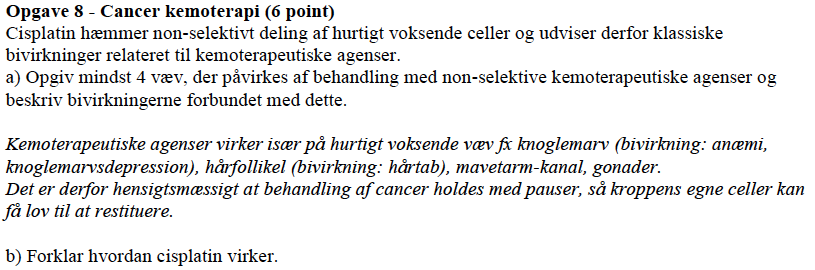 Opgave 8 - Cancer kemoterapi (6 point)
Cisplatin hæmmer non-selektivt deling af hurtigt voksende celler og udviser derfor klassiske
bivirkninger relateret til kemoterapeutiske agenser.
a) Opgiv mindst 4 væv, der påvirkes af behandling med non-selektive kemoterapeutiske agenser og
beskriv bivirkningerne forbundet med dette.
Kemoterapeutiske agenser virker især på hurtigt voksende væv fx knoglemarv (bivirkning: anæmi,
knoglemarvsdepression), hårfollikel (bivirkning: hårtab), mavetarm-kanal, gonader.
Det er derfor hensigtsmæssigt at behandling af cancer holdes med pauser, så kroppens egne celler kan
få lov til at restituere.
b) Forklar hvordan cisplatin virker.